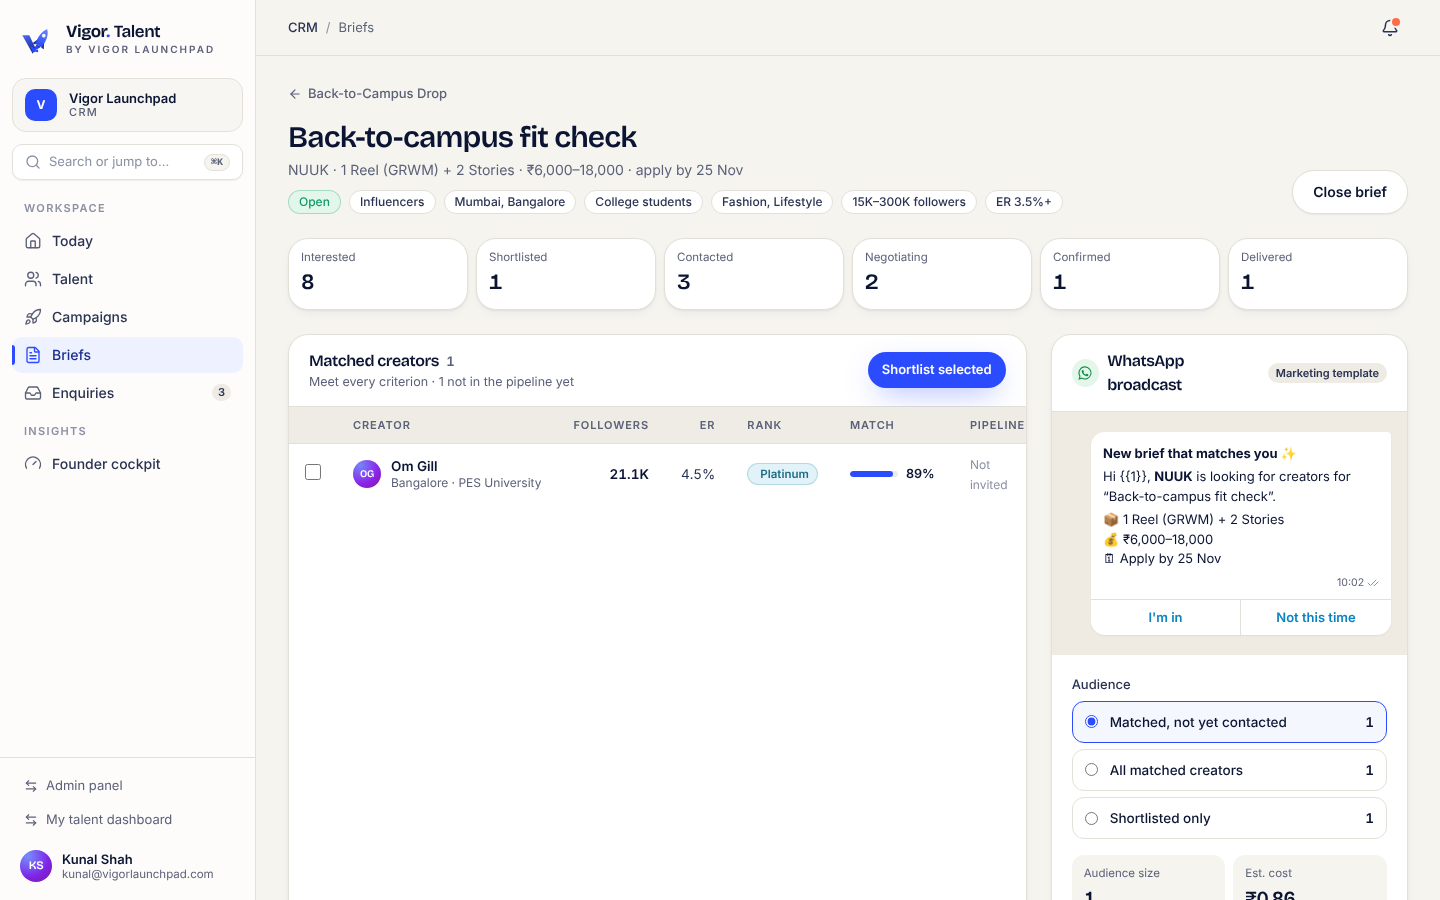 Vigor. Talent
BY VIGOR LAUNCHPAD
V
Vigor Launchpad
CRM
Search or jump to...
⌘K
WORKSPACE
Today
Talent
Campaigns
Briefs
Enquiries
3
INSIGHTS
Founder cockpit
Admin panel
My talent dashboard
KS
Kunal Shah
kunal@vigorlaunchpad.com
CRM / Briefs
← Back-to-Campus Drop
Back-to-campus fit check
NUUK · 1 Reel (GRWM) + 2 Stories · ₹6,000–18,000 · apply by 25 Nov
Open
Influencers
Mumbai, Bangalore
College students
Fashion, Lifestyle
15K–300K followers
ER 3.5%+
Close brief
Interested
8
Shortlisted
1
Contacted
3
Negotiating
2
Confirmed
1
Delivered
1
Matched creators 1
Meet every criterion · 1 not in the pipeline yet
Shortlist selected
CREATOR FOLLOWERS ER RANK MATCH PIPELINE
OG
Om Gill
Bangalore · PES University
21.1K
4.5%
Platinum
89%
Not
invited
WhatsApp
broadcast
Marketing template
New brief that matches you ✨
Hi {{1}}, NUUK is looking for creators for
“Back-to-campus fit check”.
📦 1 Reel (GRWM) + 2 Stories
💰 ₹6,000–18,000
🗓 Apply by 25 Nov
10:02
I'm in
Not this time
Audience
Matched, not yet contacted 1
All matched creators 1
Shortlisted only 1
Audience size
1
Est. cost
₹0.86